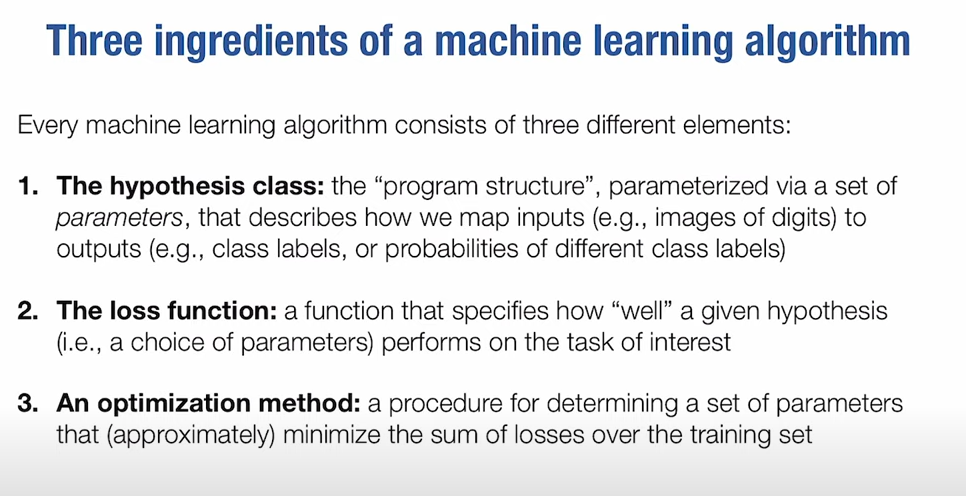 Three ingredients of a machine learning algorithm
Every machine learning algorithm consists of three different elements:
1. The hypothesis class: the “program structure”, parameterized via a set of
parameters, that describes how we map inputs (e.g., images of digits) to
outputs (e.g., class labels, or probabilities of different class labels)
2. The loss function: a function that specifies how “well” a given hypothesis
(i.e., a choice of parameters) performs on the task of interest
3. An optimization method: a procedure for determining a set of parameters
that (approximately) minimize the sum of losses over the training set